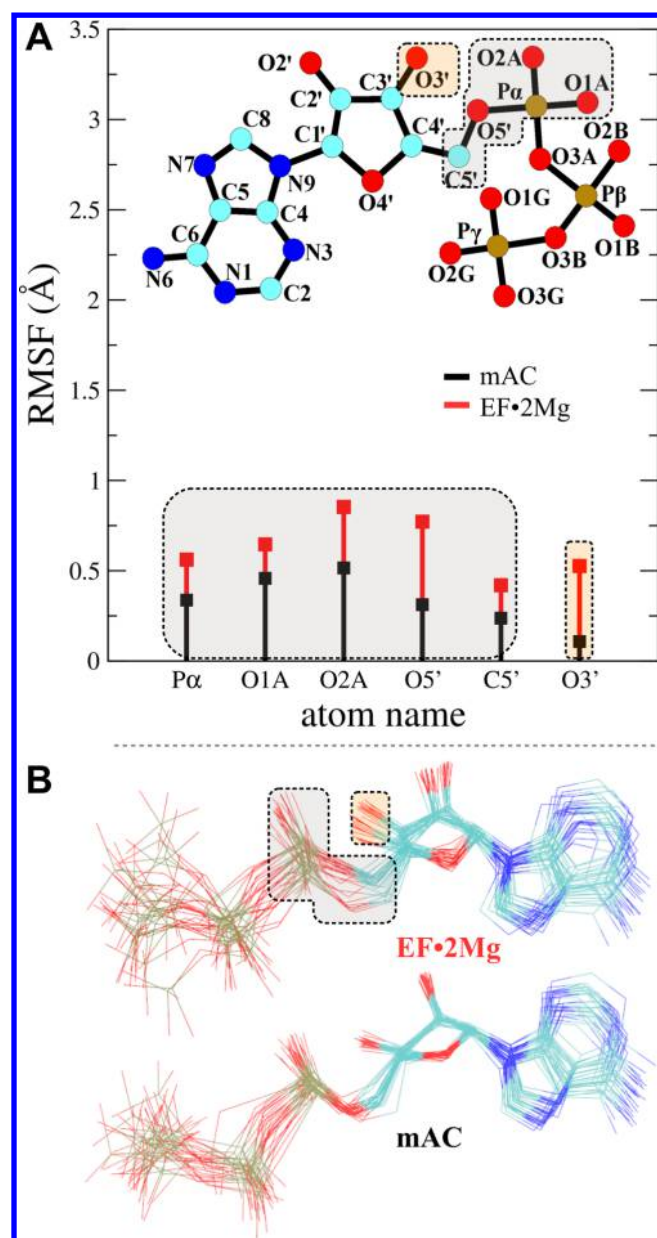 A
O2'
O3'
O2A
C3'
Pα
O1A
C2'
C8
C1'
C4'
O5'
O2B
N7
N9
C5'
O3A
O4'
O1G
Pβ
C5
C4
Pγ
C6
N3
O3B
O1B
N6
N1
C2
O2G
O3G
mAC
EF•2Mg
RMSF (Å)
3.5
3
2.5
2
1.5
1
0.5
0
Pα O1A O2A O5' C5' O3'
atom name
B
EF•2Mg
mAC